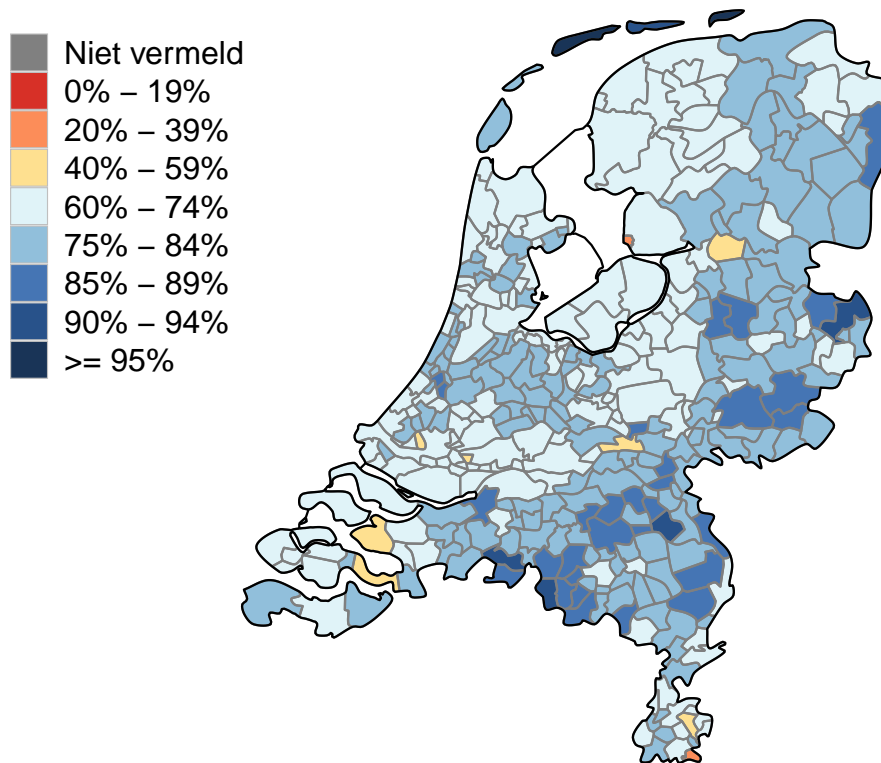 Niet vermeld
0% – 19%
20% – 39%
40% – 59%
60% – 74%
75% – 84%
85% – 89%
90% – 94%
>= 95%